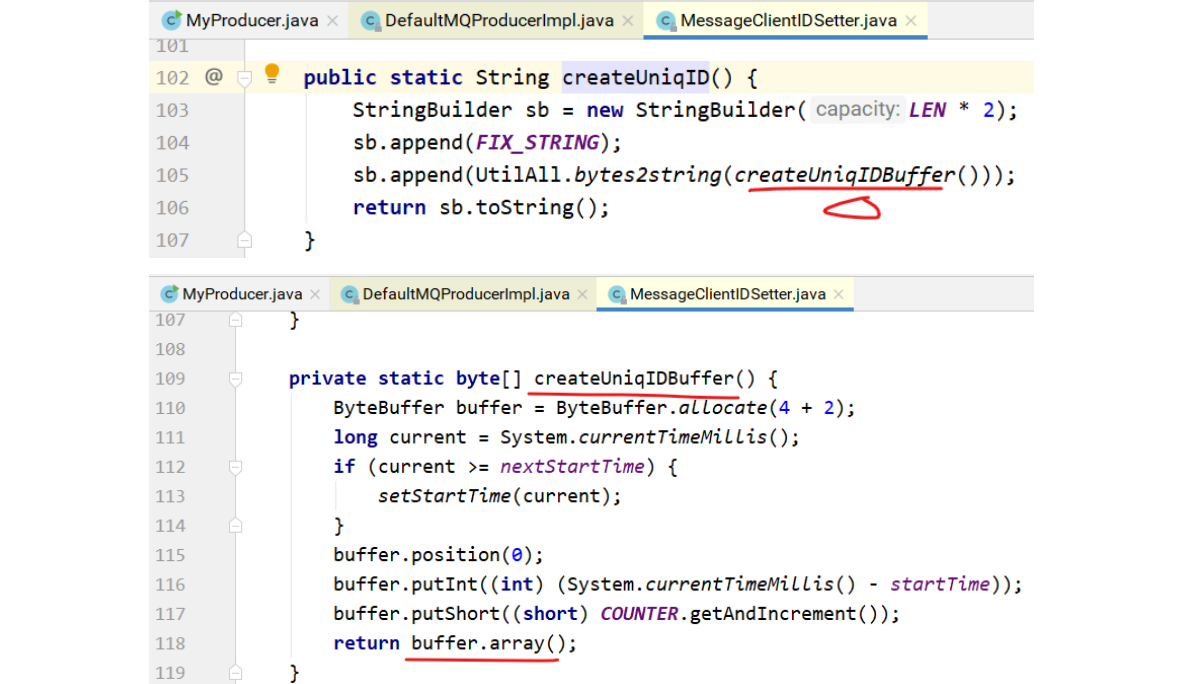 MyProducer.java × DefaultMQProducerImpl.java × MessageClientIDSetter.java ×
101
102 @ public static String createUniqID() {
103 StringBuilder sb = new StringBuilder( capacity: LEN * 2);
104 sb.append(FIX_STRING);
105 sb.append(UtilAll.bytes2string(createUniqIDBuffer()));
106 return sb.toString();
107 }
MyProducer.java × DefaultMQProducerImpl.java × MessageClientIDSetter.java ×
107 }
108
109 private static byte[] createUniqIDBuffer() {
110 ByteBuffer buffer = ByteBuffer.allocate(4 + 2);
111 long current = System.currentTimeMillis();
112 if (current >= nextStartTime) {
113 setStartTime(current);
114 }
115 buffer.position(0);
116 buffer.putInt((int) (System.currentTimeMillis() - startTime));
117 buffer.putShort((short) COUNTER.getAndIncrement());
118 return buffer.array();
119 }